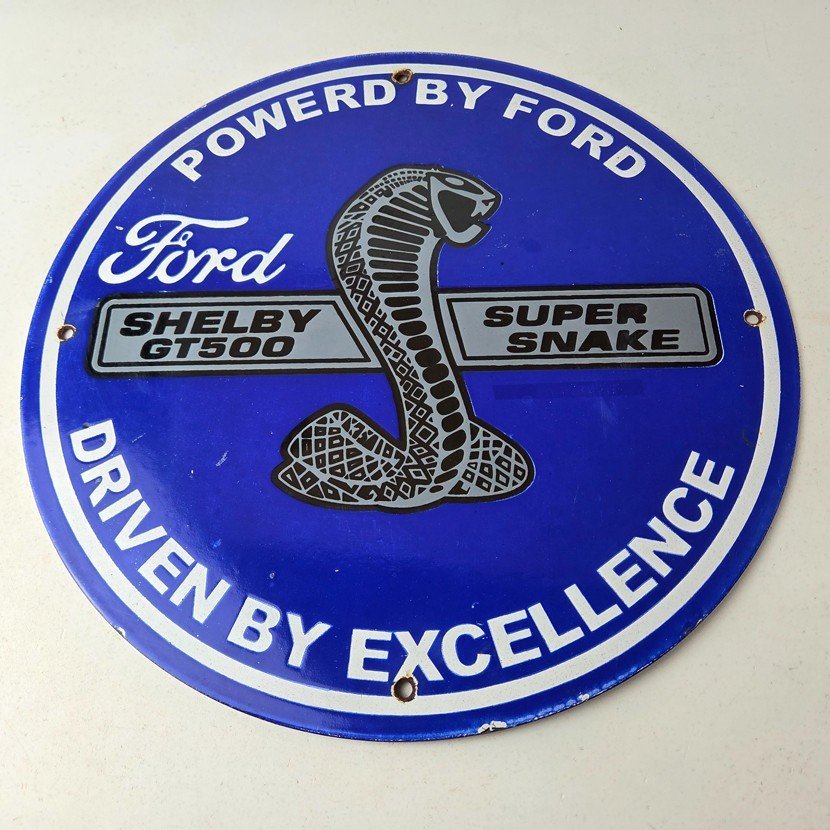 POWERD BY FORD
Ford
SHELBY
GT500
SUPER
SNAKE
DRIVEN BY EXCELLENCE